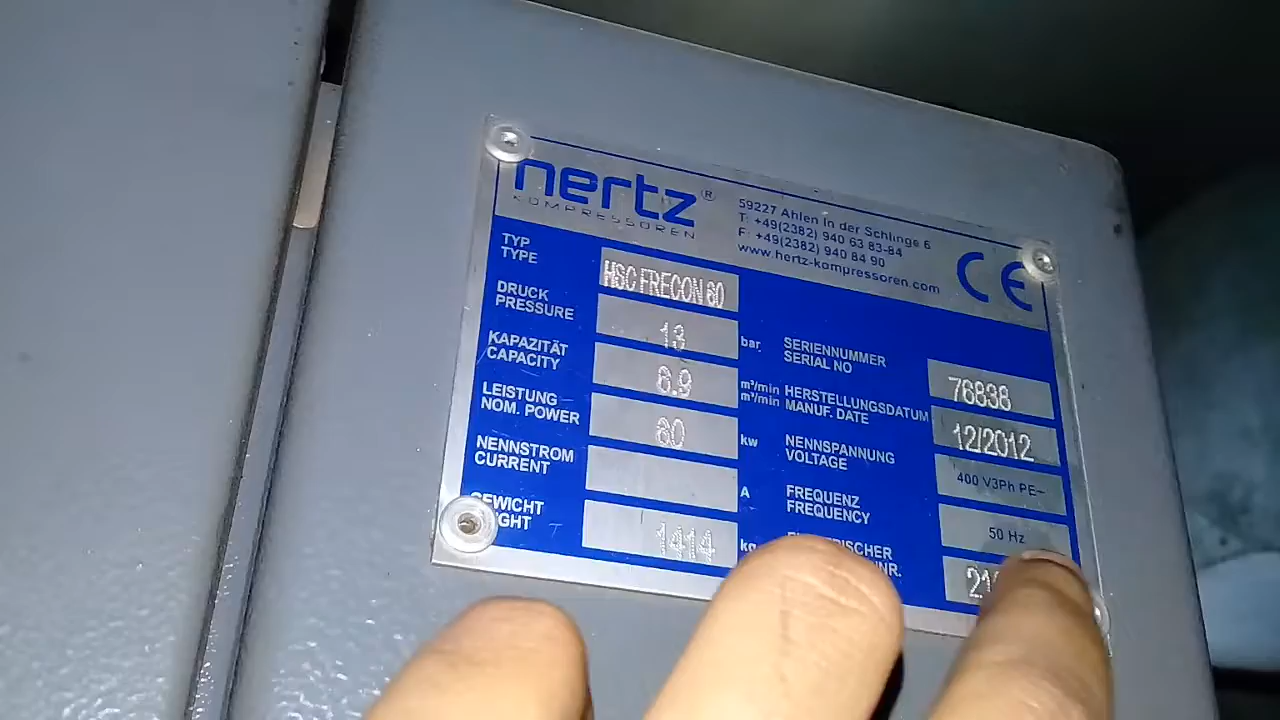 hertz®
KOMPRESSOREN
59227 Ahlen In der Schlinge 6
T: +49(2382) 940 63 83-84
F: +49(2382) 940 84 90
www.hertz-kompressoren.com
CE
TYP
TYPE
HSC FRECON 60
DRUCK
PRESSURE
13
bar
KAPAZITÄT
CAPACITY
6.9
m³/min
m³/min
LEISTUNG
NOM. POWER
60
kw
NENNSTROM
CURRENT
A
GEWICHT
1414
kg
SERIENNUMMER
SERIAL NO
76838
HERSTELLUNGSDATUM
MANUF. DATE
12/2012
NENNSPANNUNG
VOLTAGE
400 V3Ph PE~
FREQUENZ
FREQUENCY
50 Hz